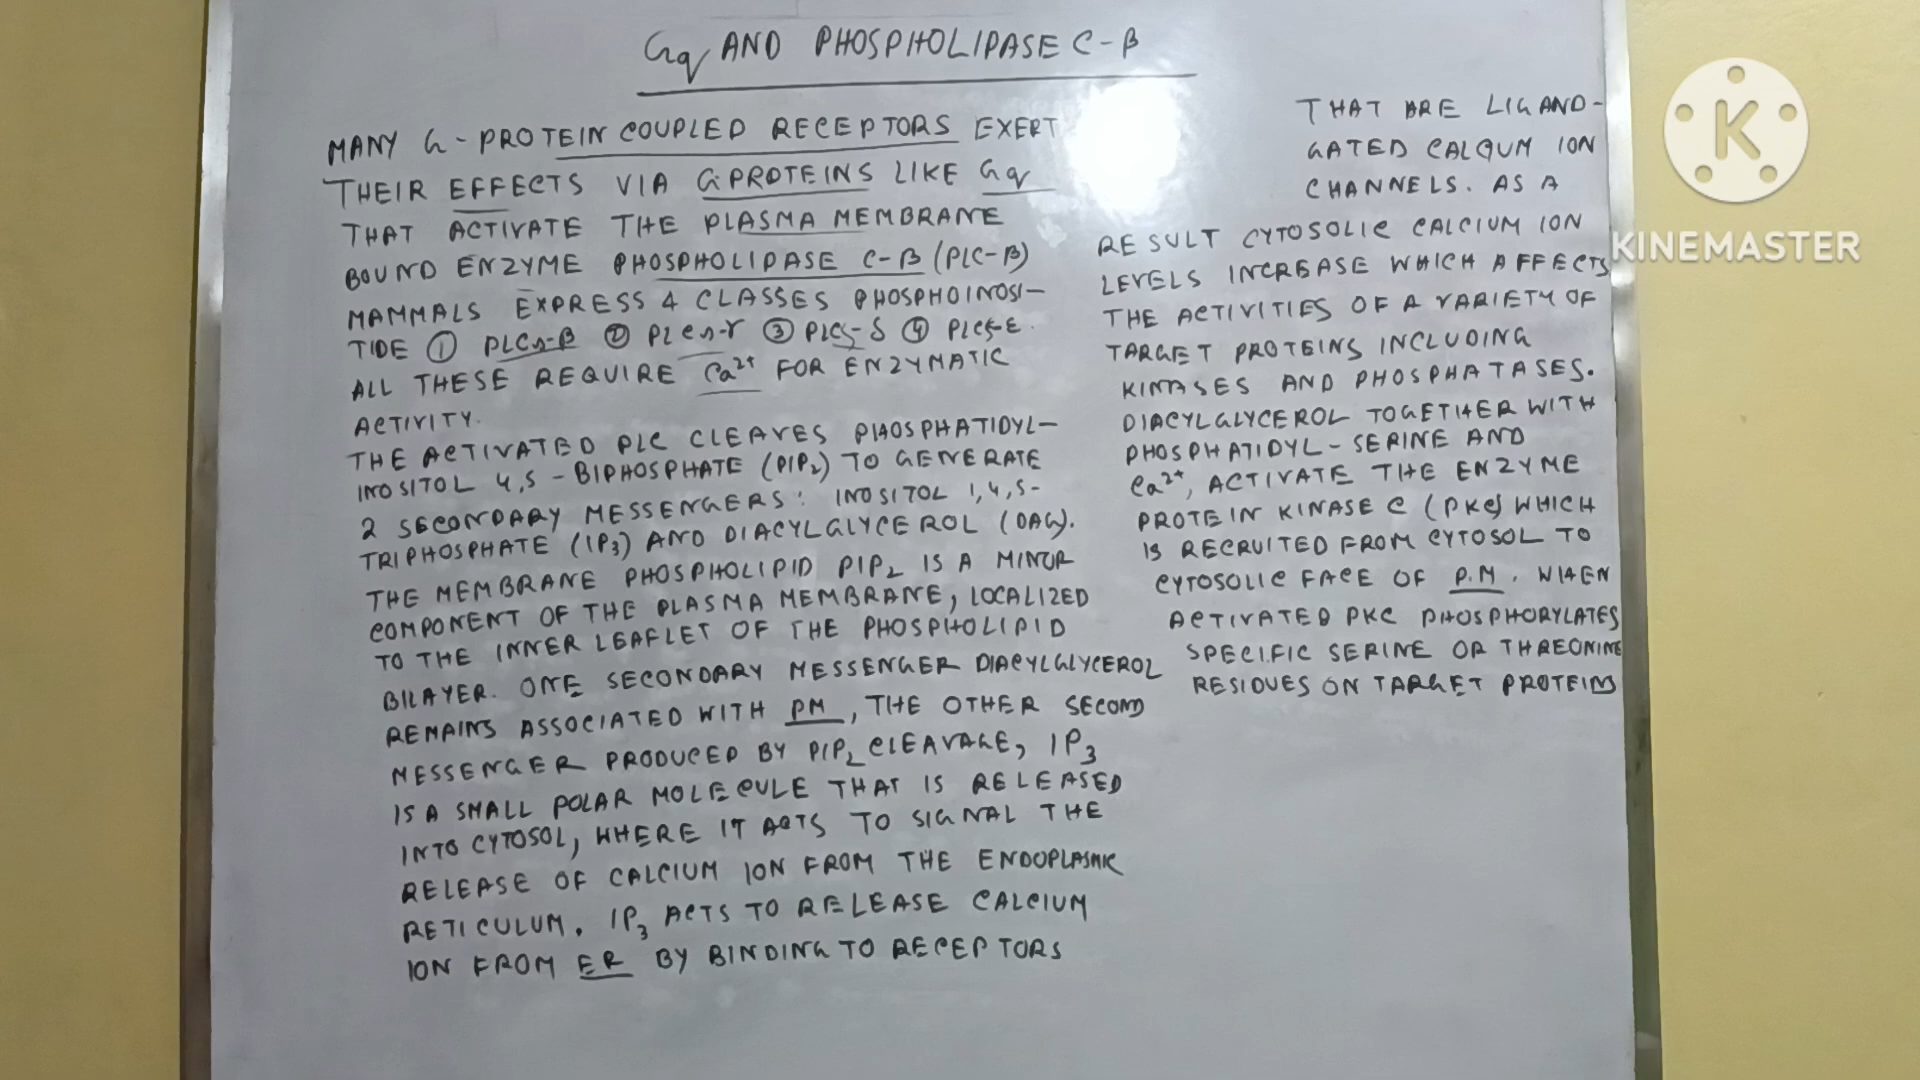 Gq AND PHOSPHOLIPASE C-β
MANY G-PROTEIN COUPLED RECEPTORS EXERT
THEIR EFFECTS VIA G PROTEINS LIKE Gq
THAT ACTIVATE THE PLASMA MEMBRANE
BOUND ENZYME PHOSPHOLIPASE C-β (PLC-β)
MAMMALS EXPRESS 4 CLASSES PHOSPHOINOSI-
TIDE ① PLCs-β ② PLCs-γ ③ PLCs-δ ④ PLCs-ε.
ALL THESE REQUIRE Ca²⁺ FOR ENZYMATIC
ACTIVITY.
THE ACTIVATED PLC CLEAVES PHOSPHATIDYL-
INOSITOL 4,5-BIPHOSPHATE (PIP₂) TO GENERATE
2 SECONDARY MESSENGERS: INOSITOL 1,4,5-
TRIPHOSPHATE (IP₃) AND DIACYLGLYCEROL (DAG).
THE MEMBRANE PHOSPHOLIPID PIP₂ IS A MINOR
COMPONENT OF THE PLASMA MEMBRANE, LOCALIZED
TO THE INNER LEAFLET OF THE PHOSPHOLIPID
BILAYER. ONE SECONDARY MESSENGER DIACYLGLYCEROL
REMAINS ASSOCIATED WITH PM, THE OTHER SECOND
MESSENGER PRODUCED BY PIP₂ CLEAVAGE, IP₃
IS A SMALL POLAR MOLECULE THAT IS RELEASED
INTO CYTOSOL, WHERE IT ACTS TO SIGNAL THE
RELEASE OF CALCIUM ION FROM THE ENDOPLASMIC
RETICULUM. IP₃ ACTS TO RELEASE CALCIUM
ION FROM ER BY BINDING TO RECEPTORS
THAT ARE LIGAND-
GATED CALCIUM ION
CHANNELS. AS A
RESULT CYTOSOLIC CALCIUM ION
LEVELS INCREASE WHICH AFFECTS
THE ACTIVITIES OF A VARIETY OF
TARGET PROTEINS INCLUDING
KINASES AND PHOSPHATASES.
DIACYLGLYCEROL TOGETHER WITH
PHOSPHATIDYL-SERINE AND
Ca²⁺, ACTIVATE THE ENZYME
PROTEIN KINASE C (PKC) WHICH
IS RECRUITED FROM CYTOSOL TO
CYTOSOLIC FACE OF P.M. WHEN
ACTIVATED PKC PHOSPHORYLATES
SPECIFIC SERINE OR THREONINE
RESIDUES ON TARGET PROTEINS
K
KINEMASTER